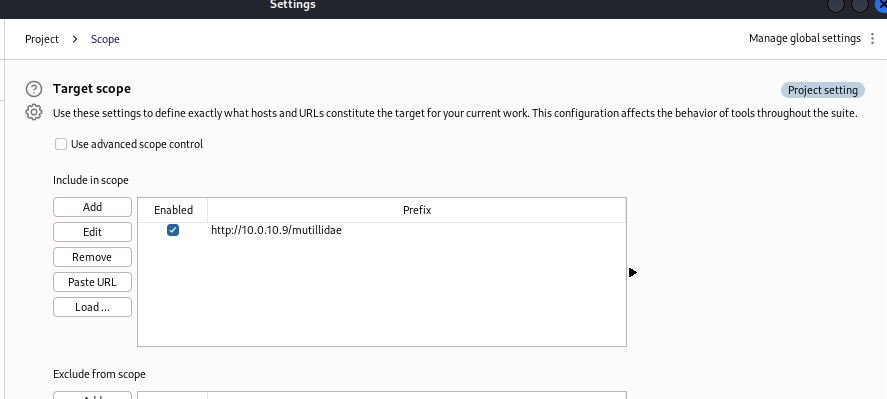 Settings
Project > Scope
Manage global settings
Target scope
Project setting
Use these settings to define exactly what hosts and URLs constitute the target for your current work. This configuration affects the behavior of tools throughout the suite.
Use advanced scope control
Include in scope
Add
Enabled
Prefix
Edit
http://10.0.10.9/mutillidae
Remove
Paste URL
Load ...
Exclude from scope
Add